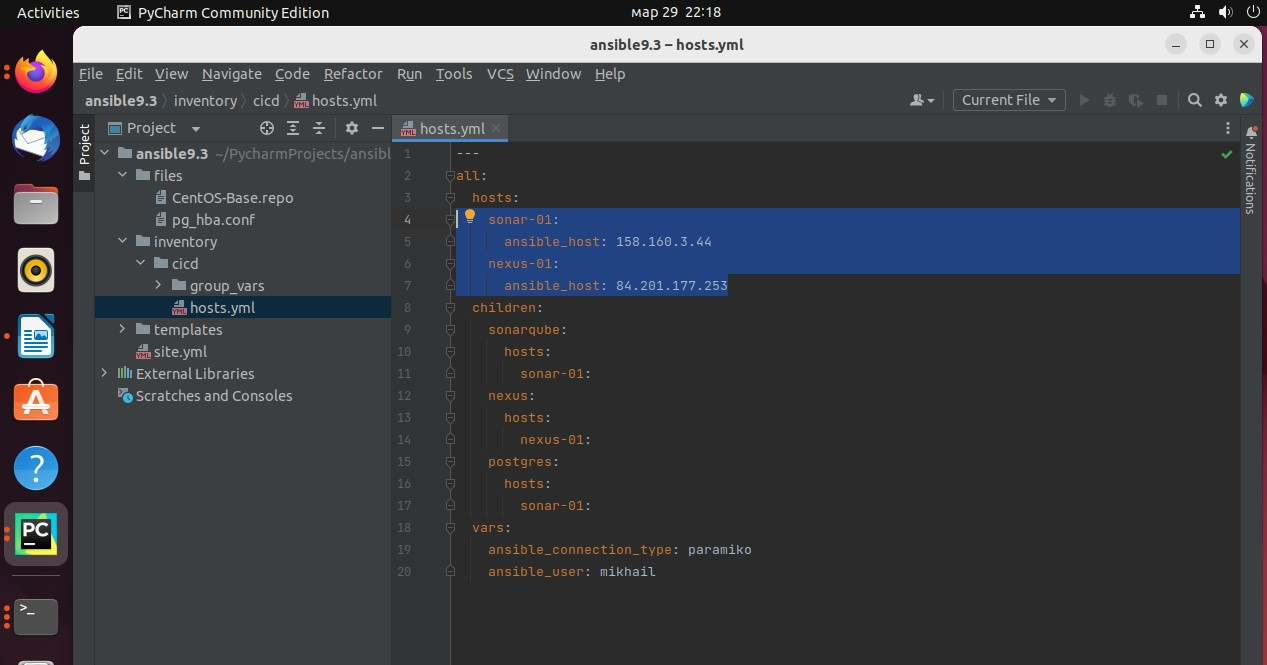 Activities PyCharm Community Edition мар 29 22:18
ansible9.3 – hosts.yml
File Edit View Navigate Code Refactor Run Tools VCS Window Help
ansible9.3 inventory cicd hosts.yml Current File
Project
Project
ansible9.3 ~/PycharmProjects/ansibl
files
CentOS-Base.repo
pg_hba.conf
inventory
cicd
group_vars
hosts.yml
templates
site.yml
External Libraries
Scratches and Consoles
hosts.yml
1 ---
2 all:
3 hosts:
4 sonar-01:
5 ansible_host: 158.160.3.44
6 nexus-01:
7 ansible_host: 84.201.177.253
8 children:
9 sonarqube:
10 hosts:
11 sonar-01:
12 nexus:
13 hosts:
14 nexus-01:
15 postgres:
16 hosts:
17 sonar-01:
18 vars:
19 ansible_connection_type: paramiko
20 ansible_user: mikhail
Notifications
PC